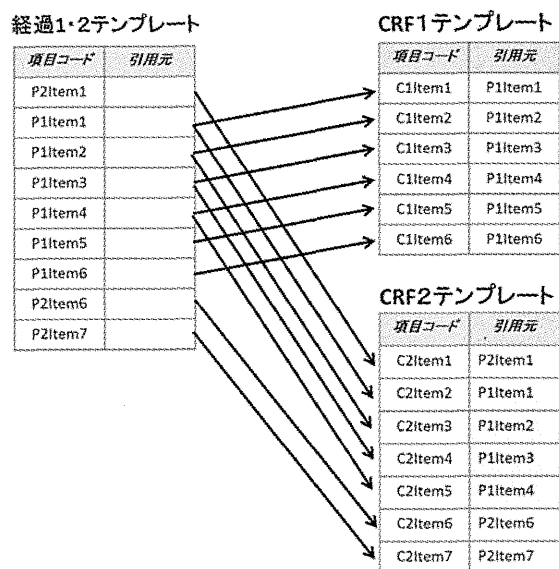 経過1・2テンプレート
項目コード 引用元
P2Item1
P1Item1
P1Item2
P1Item3
P1Item4
P1Item5
P1Item6
P2Item6
P2Item7
CRF1テンプレート
項目コード 引用元
C1Item1 P1Item1
C1Item2 P1Item2
C1Item3 P1Item3
C1Item4 P1Item4
C1Item5 P1Item5
C1Item6 P1Item6
CRF2テンプレート
項目コード 引用元
C2Item1 P2Item1
C2Item2 P1Item1
C2Item3 P1Item2
C2Item4 P1Item3
C2Item5 P1Item4
C2Item6 P2Item6
C2Item7 P2Item7